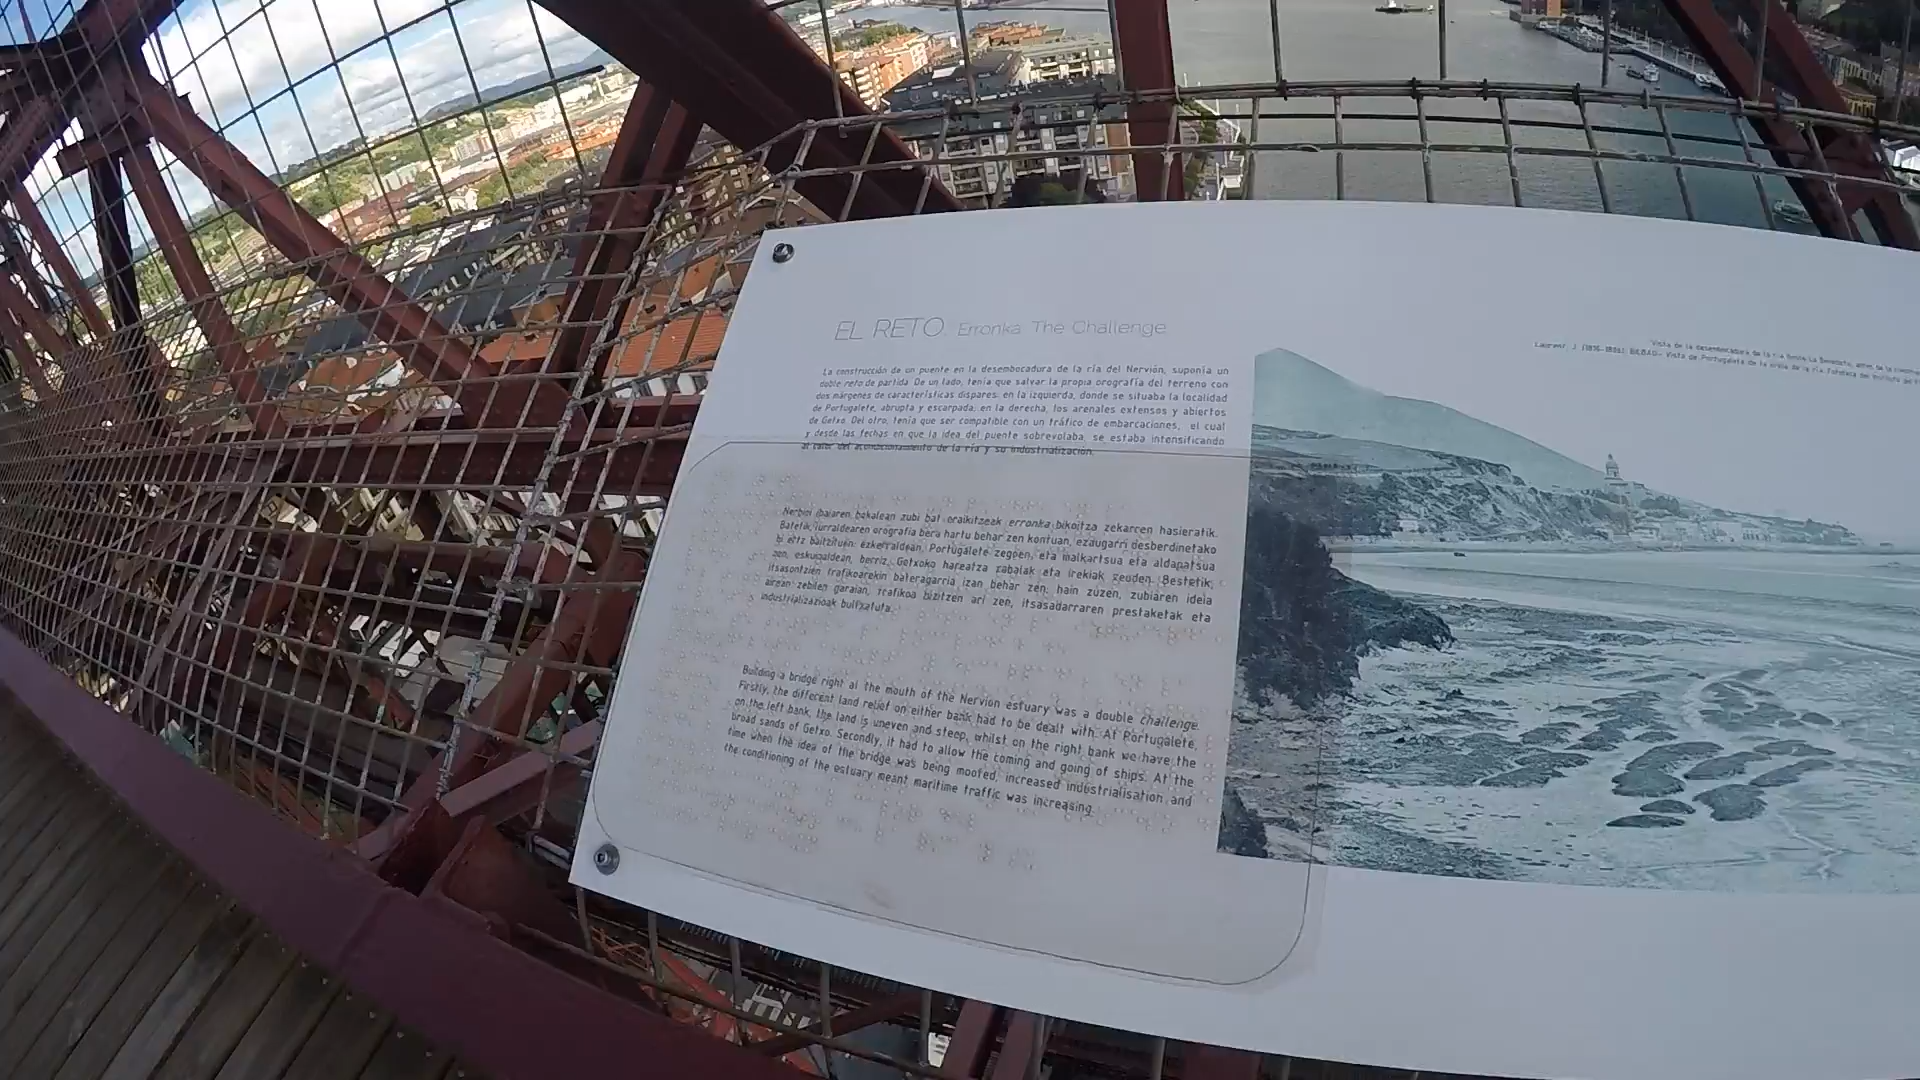 EL RETO. Erronka. The Challenge
La construcción de un puente en la desembocadura de la ría del Nervión, suponía un
doble reto de partida. De un lado, tenía que salvar la propia orografía del terreno con
dos márgenes de características dispares: en la izquierda, donde se situaba la localidad
de Portugalete, abrupta y escarpada; en la derecha, los arenales extensos y abiertos
de Getxo. Del otro, tenía que ser compatible con un tráfico de embarcaciones, el cual
y desde las fechas en que la idea del puente sobrevolaba, se estaba intensificando
al calor del acondicionamiento de la ría y su industrialización.
Nerbioi ibaiaren bokalean zubi bat eraikitzeak erronka bikoitza zekarren hasieratik.
Batetik, lurraldearen orografia bera hartu behar zen kontuan, ezaugarri desberdinetako
bi ertz baitzituen: ezkerraldean, Portugalete zegoen, eta malkartsua eta aldapatsua
zen, eskuinaldean, berriz, Getxoko hareatza zabalak eta irekiak zeuden. Bestetik,
itsasontzien trafikoarekin bateragarria izan behar zen; hain zuzen, zubiaren ideia
airean zebilen garaian, trafikoa bizitzen ari zen, itsasadarraren prestaketak eta
industrializazioak bultzatuta.
Building a bridge right at the mouth of the Nervion estuary was a double challenge.
Firstly, the different land relief on either bank had to be dealt with. At Portugalete,
on the left bank, the land is uneven and steep, whilst on the right bank we have the
broad sands of Getxo. Secondly, it had to allow the coming and going of ships. At the
time when the idea of the bridge was being mooted, increased industrialisation and
the conditioning of the estuary meant maritime traffic was increasing.
Vista de la desembocadura de la ría
Laurent, J. BILBAO.- Vista de Portugalete